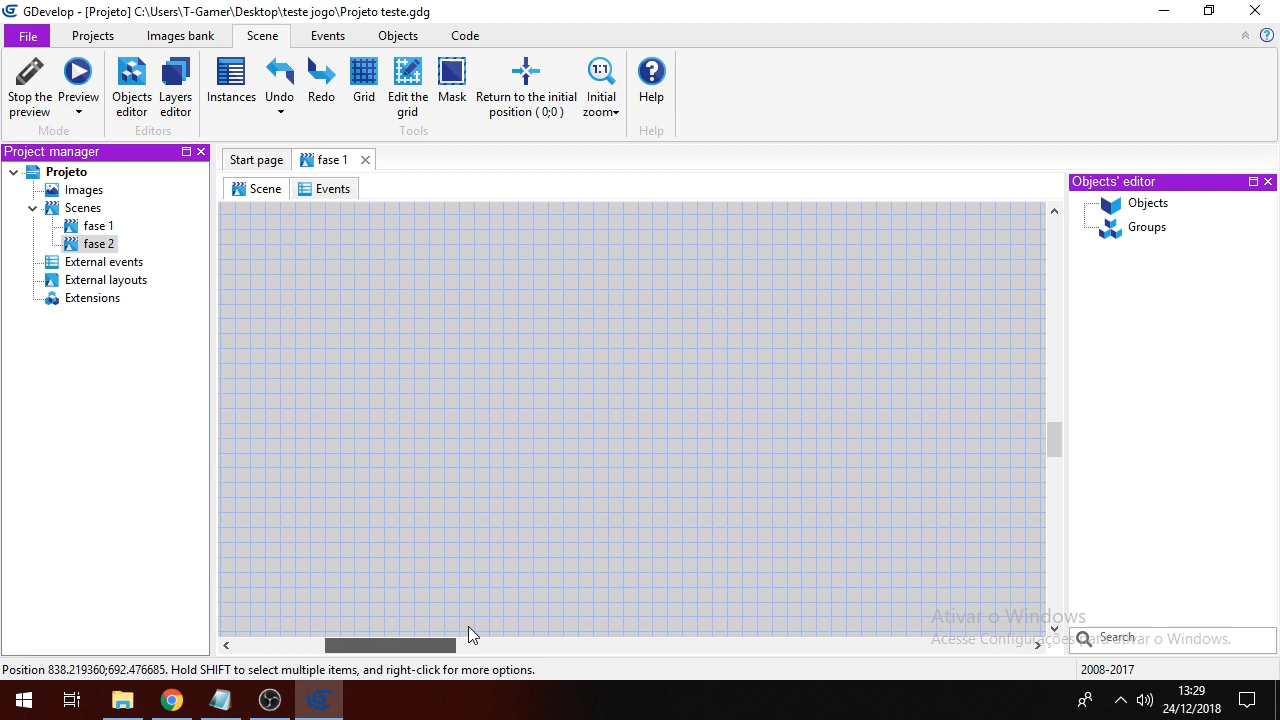 GDevelop - [Projeto] C:\Users\T-Gamer\Desktop\teste jogo\Projeto teste.gdg
File Projects Images bank Scene Events Objects Code
Stop the preview
Preview
Objects editor
Layers editor
Instances
Undo
Redo
Grid
Edit the grid
Mask
Return to the initial position ( 0;0 )
1:1
Initial zoom
Help
Mode Editors Tools Help
Project manager
Projeto
Images
Scenes
fase 1
fase 2
External events
External layouts
Extensions
Start page fase 1
Scene Events
Objects' editor
Objects
Groups
Ativar o Windows
Acesse Configurações para ativar o Windows.
Search
Position 838.219360;692.476685. Hold SHIFT to select multiple items, and right-click for more options.
2008-2017
13:29
24/12/2018